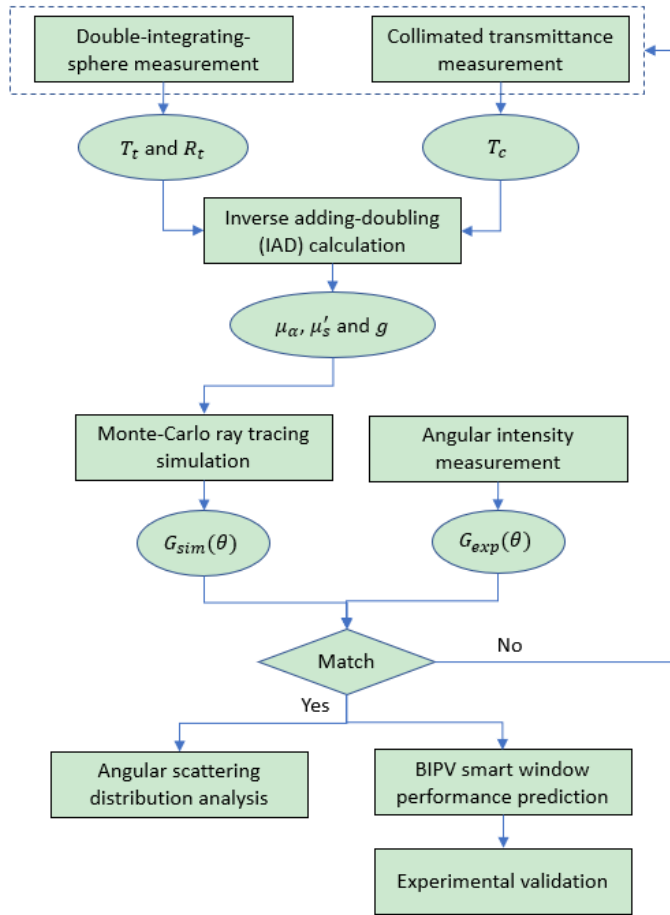 Double-integrating-
sphere measurement
Collimated transmittance
measurement
T_t and R_t
T_c
Inverse adding-doubling
(IAD) calculation
μ_α, μ′_s and g
Monte-Carlo ray tracing
simulation
Angular intensity
measurement
G_sim(θ)
G_exp(θ)
Match
No
Yes
Angular scattering
distribution analysis
BIPV smart window
performance prediction
Experimental validation